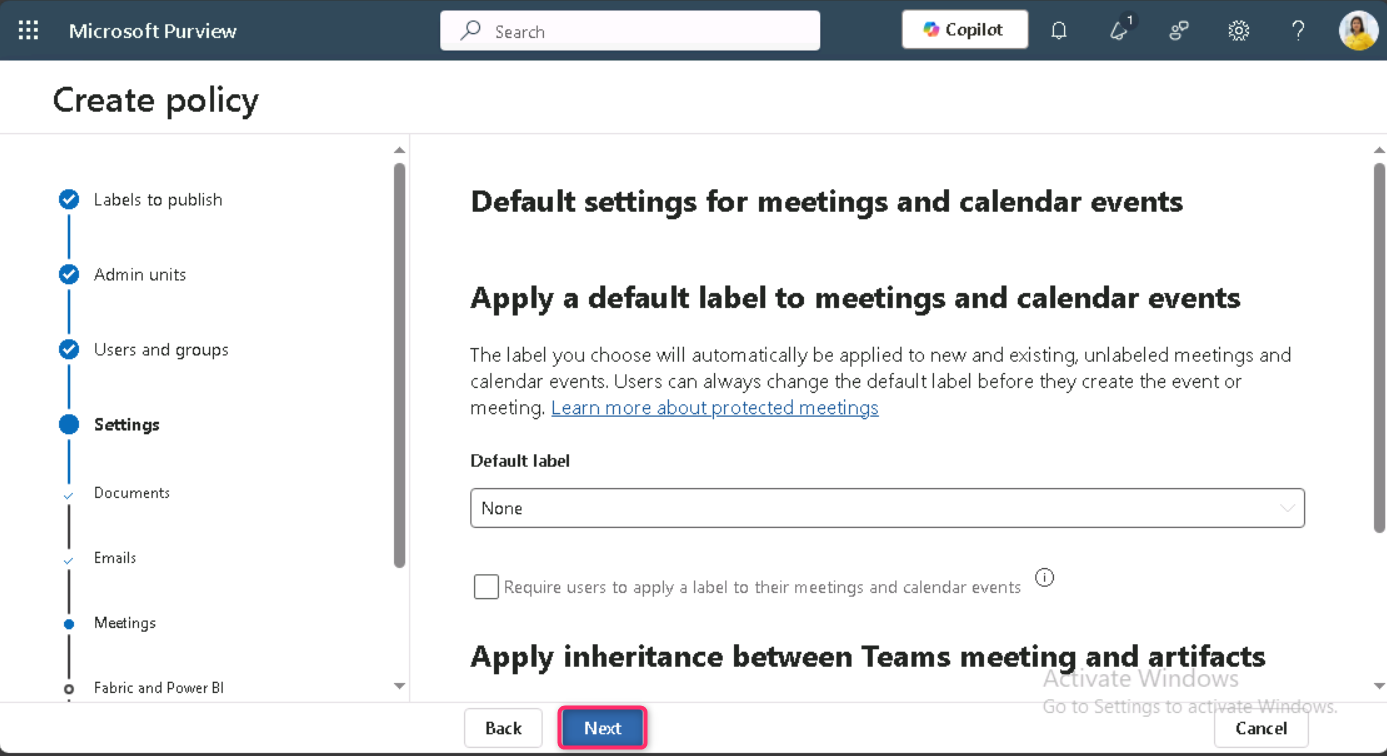 Microsoft Purview
Search
Copilot
1
Create policy
Labels to publish
Admin units
Users and groups
Settings
Documents
Emails
Meetings
Fabric and Power BI
Default settings for meetings and calendar events
Apply a default label to meetings and calendar events
The label you choose will automatically be applied to new and existing, unlabeled meetings and
calendar events. Users can always change the default label before they create the event or
meeting. Learn more about protected meetings
Default label
None
Require users to apply a label to their meetings and calendar events
Apply inheritance between Teams meeting and artifacts
Activate Windows
Go to Settings to activate Windows.
Back
Next
Cancel